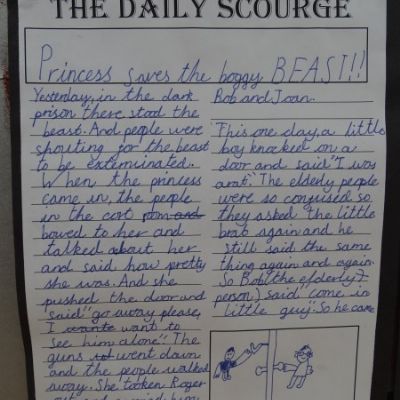 THE DAILY SCOURGE
Princess saves the boggy BEAST!!
Yesterday, in the dark
prison there stood the
beast. And people were
shouting for the beast
to be exterminated.
When the princess
came in, the people
in the cort
bowed to her and
talked about her
and said how pretty
she was. And she
pushed the door and
said "go away please,
I want to
see him alone". The
guns went down
and the people walked
away. She taken Roger
out and
him
Bob and Joan.
This one day, a little
boy knocked on a
door and said "I was
a rat". The elderly people
were so confused so
they asked the little
brab again and he
still said the same
thing again and again.
So Bob (the elderly
person) said "come in
little guy". So he came